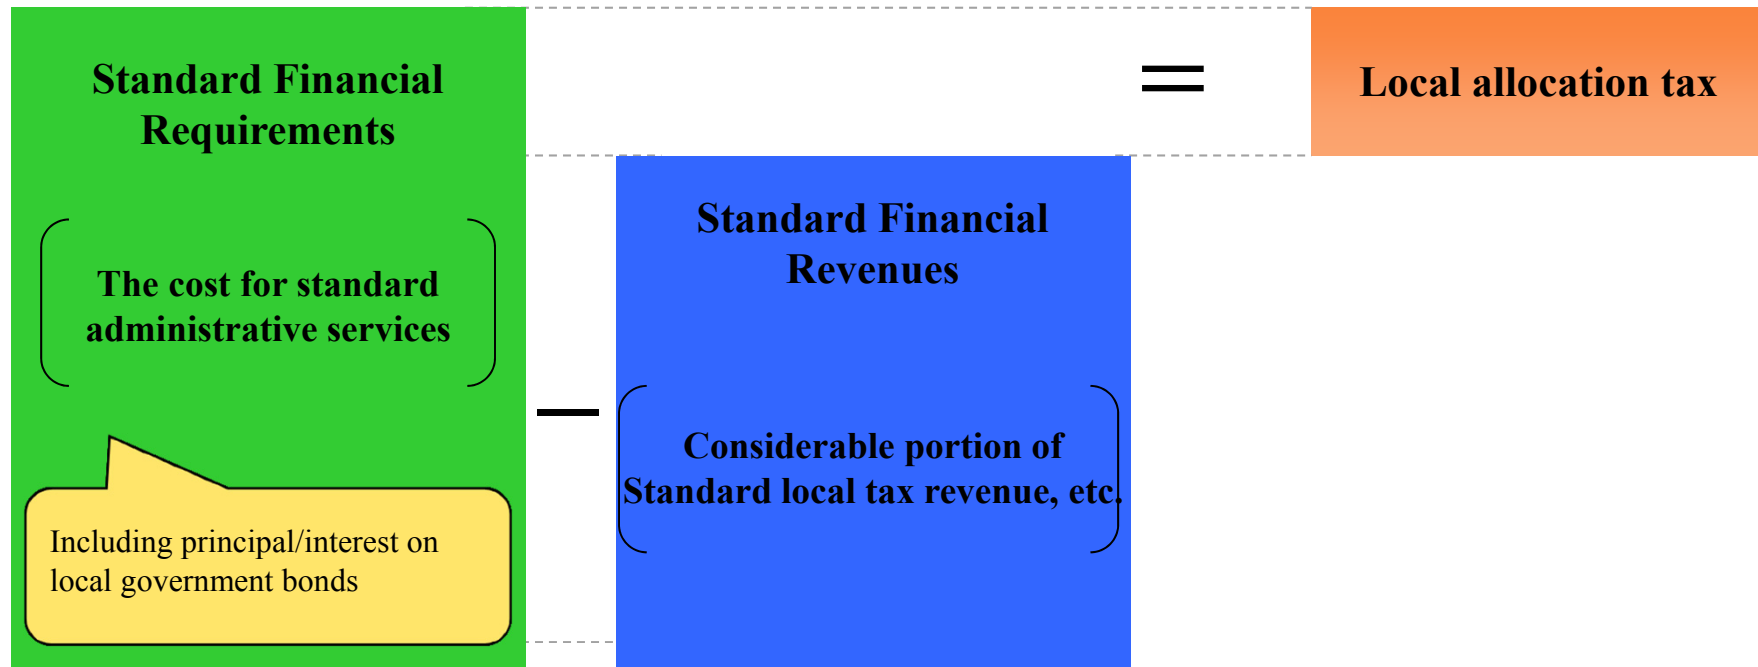 Standard Financial
Requirements
The cost for standard
administrative services
Including principal/interest on
local government bonds
—
Standard Financial
Revenues
Considerable portion of
Standard local tax revenue, etc.
=
Local allocation tax